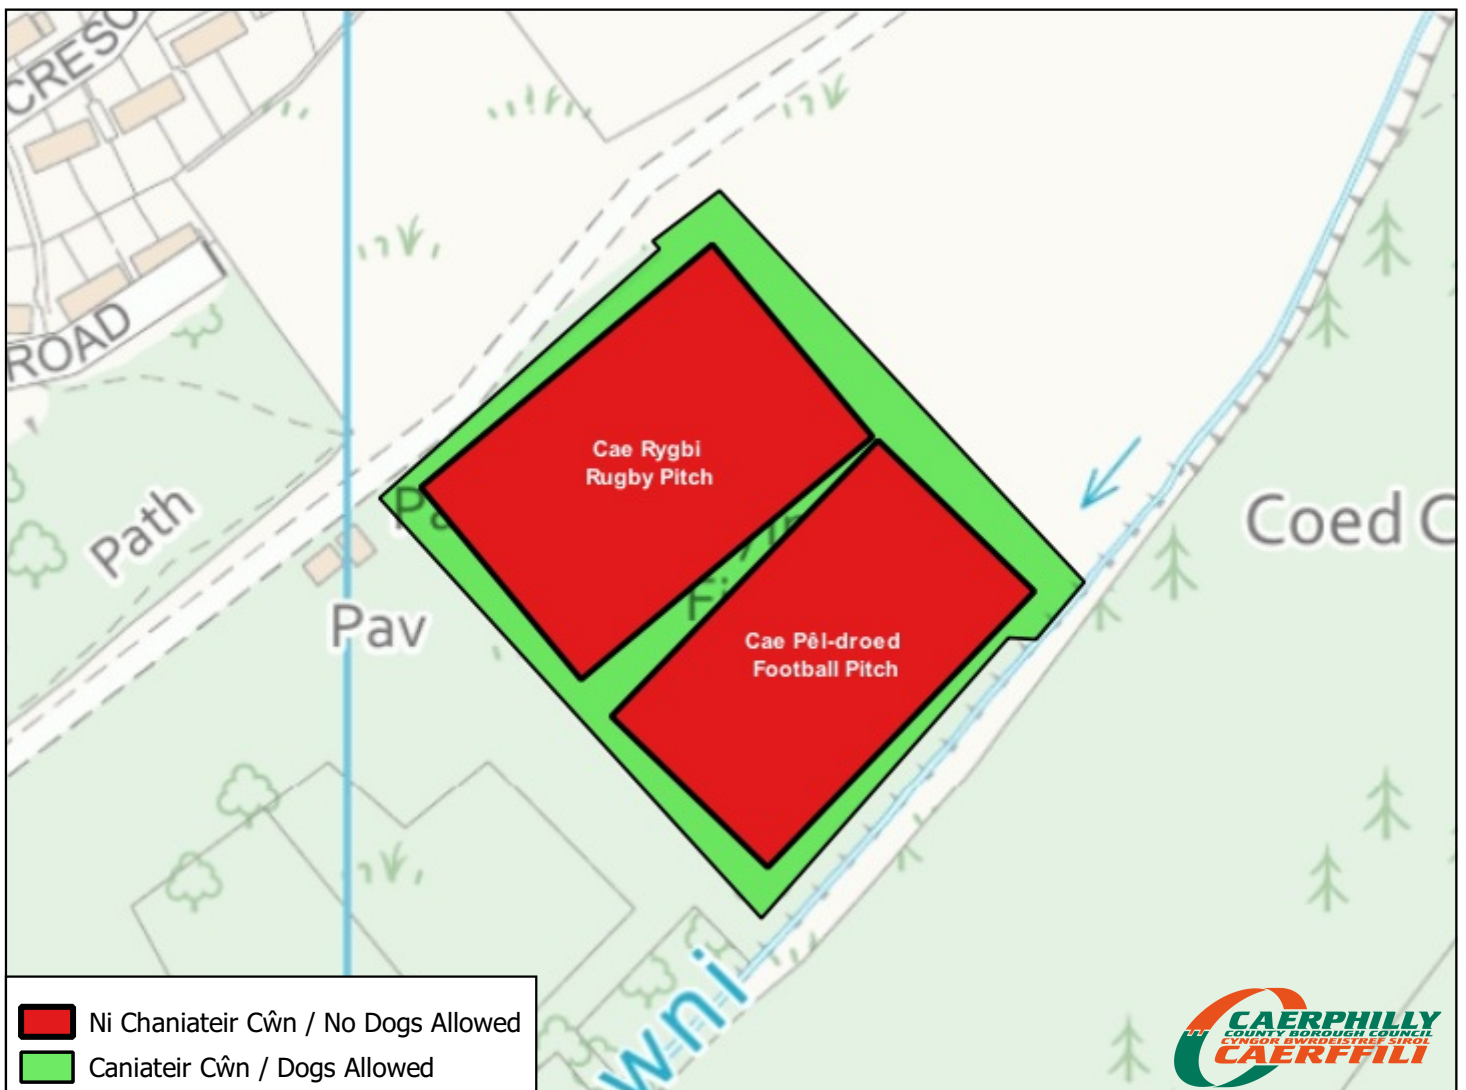 CRESC
ROAD
Path
Pav
Cae Rygbi
Rugby Pitch
Cae Pêl-droed
Football Pitch
Coed C
wni
Ni Chaniateir Cŵn / No Dogs Allowed
Caniateir Cŵn / Dogs Allowed
CAERPHILLY
COUNTY BOROUGH COUNCIL
CYNGOR BWRDEISTREF SIROL
CAERFFILI